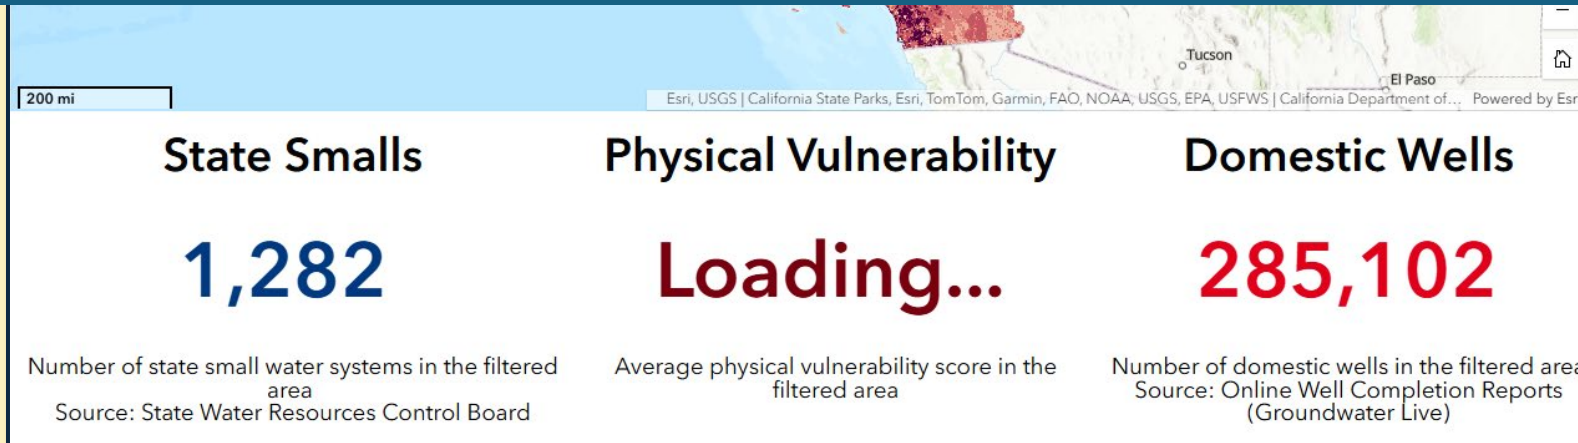 Tucson
El Paso
200 mi
Esri, USGS | California State Parks, Esri, TomTom, Garmin, FAO, NOAA, USGS, EPA, USFWS | California Department of... Powered by Esri
State Smalls
1,282
Number of state small water systems in the filtered
area
Source: State Water Resources Control Board
Physical Vulnerability
Loading...
Average physical vulnerability score in the
filtered area
Domestic Wells
285,102
Number of domestic wells in the filtered area
Source: Online Well Completion Reports
(Groundwater Live)